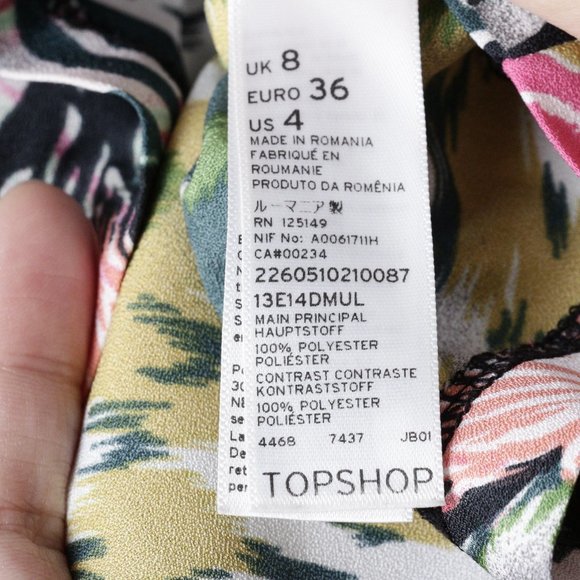 UK 8
EURO 36
US 4
MADE IN ROMANIA
FABRIQUÉ EN
ROUMANIE
PRODUTO DA ROMÊNIA
ルーマニア製
RN 125149
NIF No: A0061711H
CA#00234
2260510210087
13E14DMUL
MAIN PRINCIPAL
HAUPTSTOFF
100% POLYESTER
POLIÉSTER
CONTRAST CONTRASTE
KONTRASTSTOFF
100% POLYESTER
POLIÉSTER
4468 7437 JB01
TOPSHOP